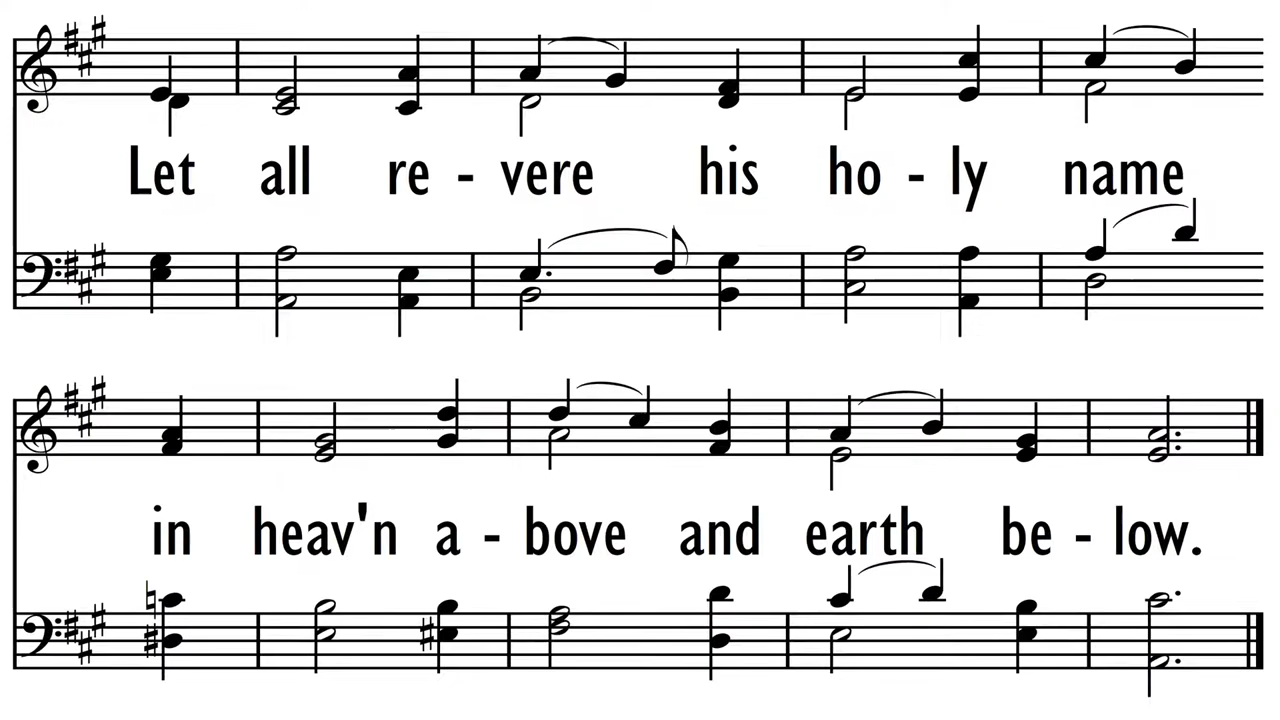 Let all re - vere his ho - ly name
in heav'n a - bove and earth be - low.